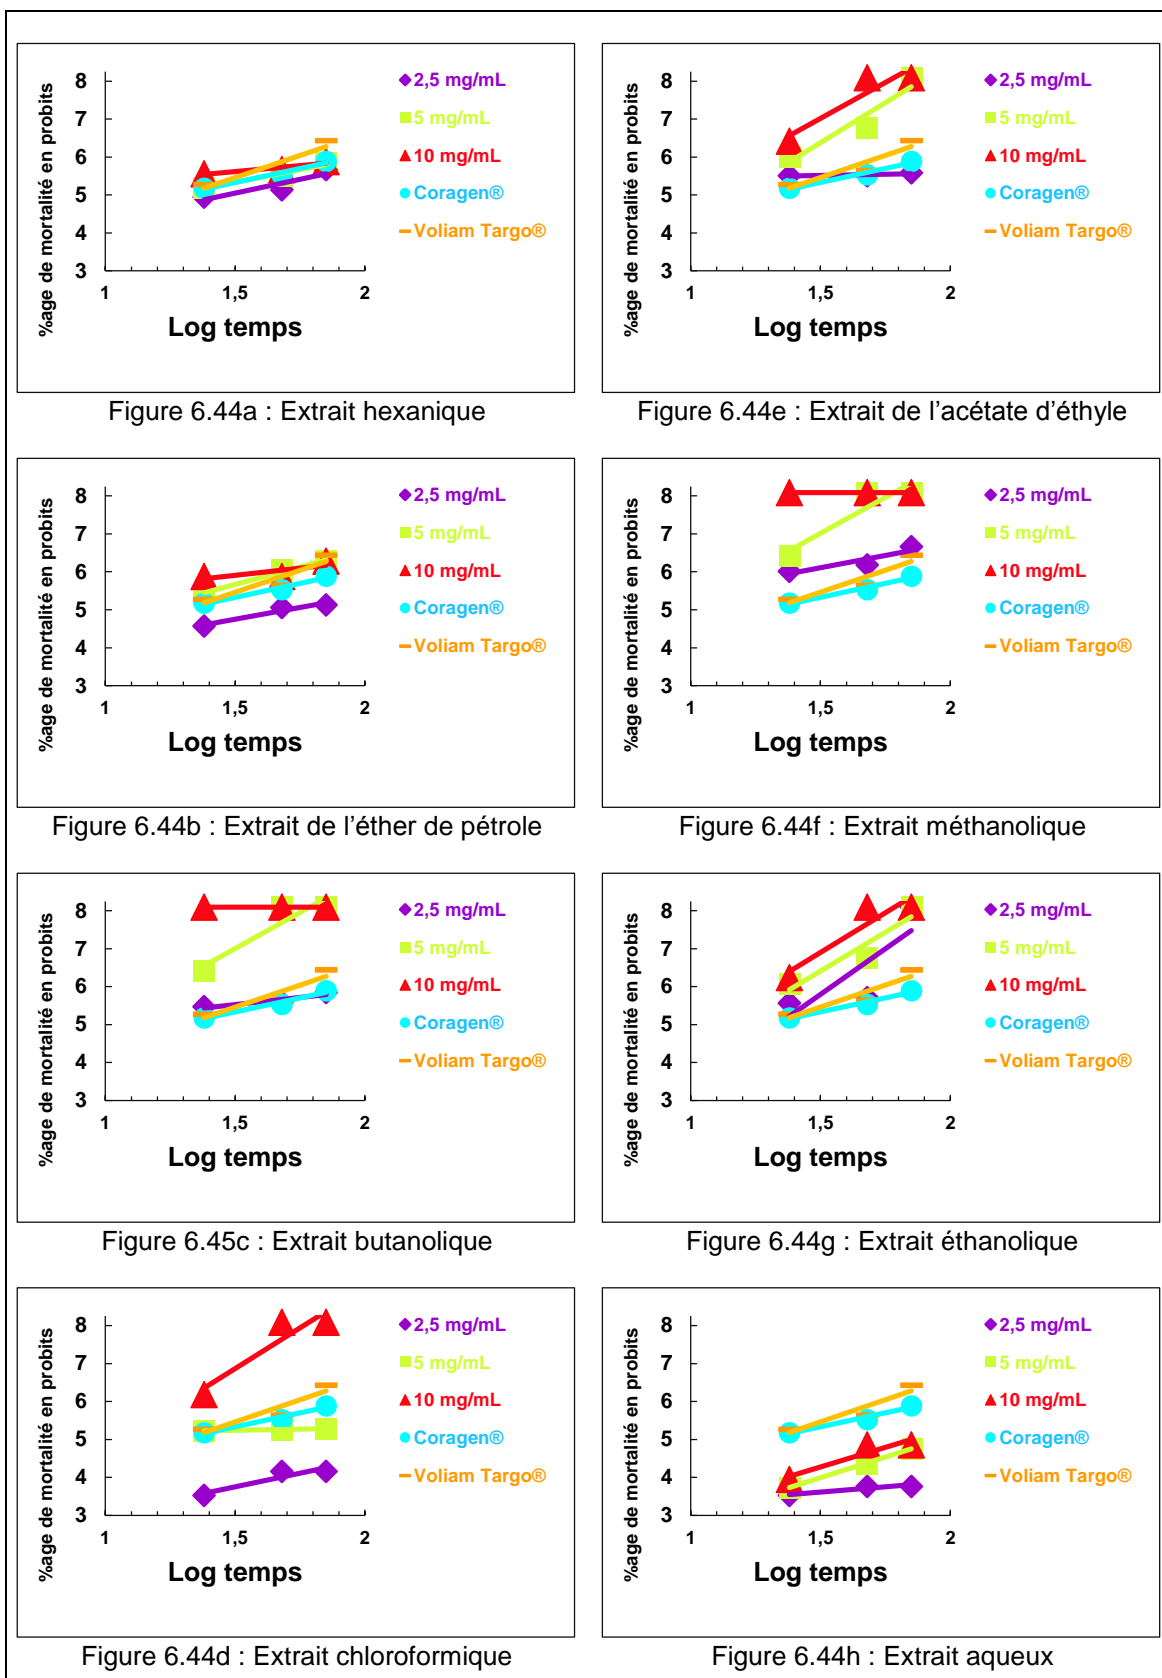 %age de mortalité en probits
8
7
6
5
4
3
1
1,5
2
Log temps
2,5 mg/mL
5 mg/mL
10 mg/mL
Coragen®
Voliam Targo®
Figure 6.44a : Extrait hexanique
%age de mortalité en probits
8
7
6
5
4
3
1
1,5
2
Log temps
2,5 mg/mL
5 mg/mL
10 mg/mL
Coragen®
Voliam Targo®
Figure 6.44e : Extrait de l’acétate d’éthyle
%age de mortalité en probits
8
7
6
5
4
3
1
1,5
2
Log temps
2,5 mg/mL
5 mg/mL
10 mg/mL
Coragen®
Voliam Targo®
Figure 6.44b : Extrait de l’éther de pétrole
%age de mortalité en probits
8
7
6
5
4
3
1
1,5
2
Log temps
2,5 mg/mL
5 mg/mL
10 mg/mL
Coragen®
Voliam Targo®
Figure 6.44f : Extrait méthanolique
%age de mortalité en probits
8
7
6
5
4
3
1
1,5
2
Log temps
2,5 mg/mL
5 mg/mL
10 mg/mL
Coragen®
Voliam Targo®
Figure 6.45c : Extrait butanolique
%age de mortalité en probits
8
7
6
5
4
3
1
1,5
2
Log temps
2,5 mg/mL
5 mg/mL
10 mg/mL
Coragen®
Voliam Targo®
Figure 6.44g : Extrait éthanolique
%age de mortalité en probits
8
7
6
5
4
3
1
1,5
2
Log temps
2,5 mg/mL
5 mg/mL
10 mg/mL
Coragen®
Voliam Targo®
Figure 6.44d : Extrait chloroformique
%age de mortalité en probits
8
7
6
5
4
3
1
1,5
2
Log temps
2,5 mg/mL
5 mg/mL
10 mg/mL
Coragen®
Voliam Targo®
Figure 6.44h : Extrait aqueux